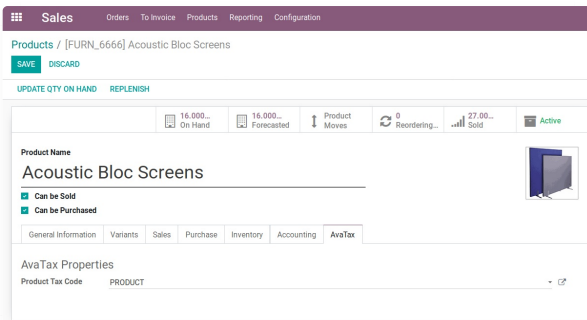 Sales Orders To Invoice Products Reporting Configuration
Products / [FURN_6666] Acoustic Bloc Screens
SAVE DISCARD
UPDATE QTY ON HAND REPLENISH
16.000... On Hand
16.000... Forecasted
Product Moves
0 Reordering...
27.00... Sold
Active
Product Name
Acoustic Bloc Screens
Can be Sold
Can be Purchased
General Information Variants Sales Purchase Inventory Accounting AvaTax
AvaTax Properties
Product Tax Code PRODUCT